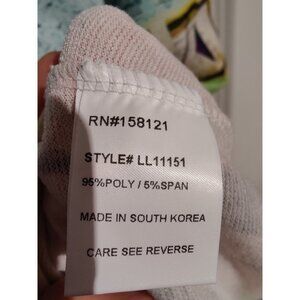 RN#158121
STYLE# LL11151
95%POLY / 5%SPAN
MADE IN SOUTH KOREA
CARE SEE REVERSE